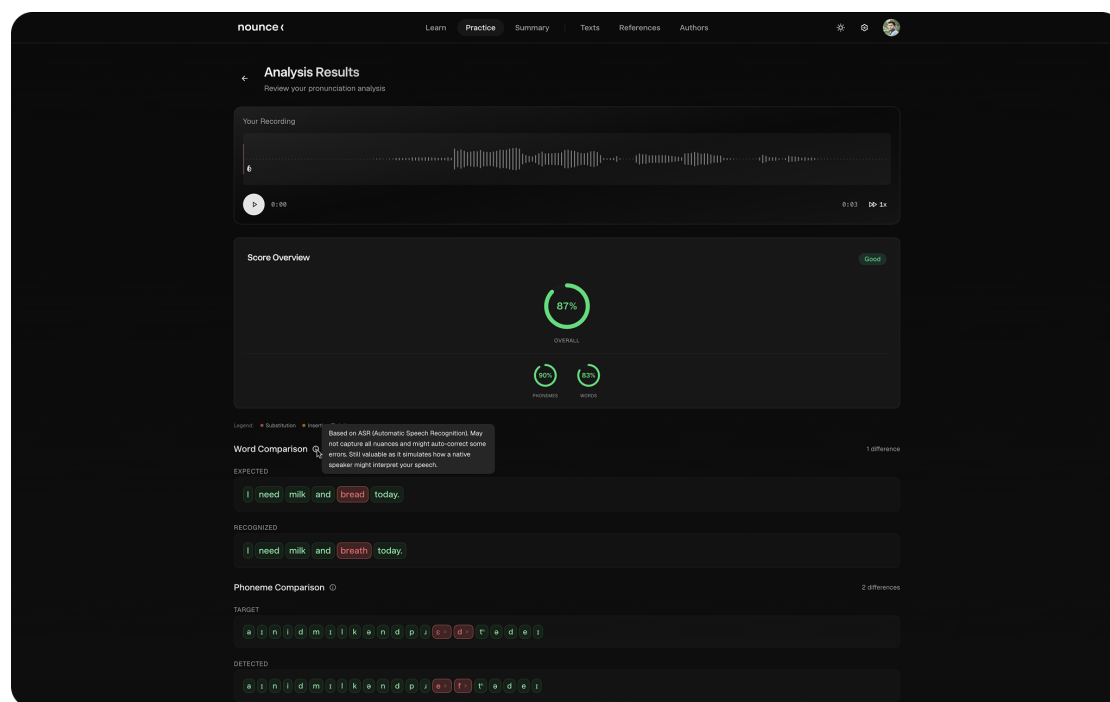 nounce
Learn Practice Summary Texts References Authors
Analysis Results
Review your pronunciation analysis
Your Recording
0:00 0:03 1x
Score Overview Good
87%
OVERALL
90% 83%
PHONEMES WORDS
Legend: Substitution
Based on ASR (Automatic Speech Recognition). May
not capture all nuances and might auto-correct some
errors. Still valuable as it simulates how a native
speaker might interpret your speech.
Word Comparison 1 difference
EXPECTED
I need milk and bread today.
RECOGNIZED
I need milk and breath today.
Phoneme Comparison 2 differences
TARGET
a ɪ n i d m ɪ l k ə n d p ɹ ɛ d tʰ ə d e ɪ
DETECTED
a ɪ n i d m ɪ l k ə n d p ɹ e f tʰ ə d e ɪ